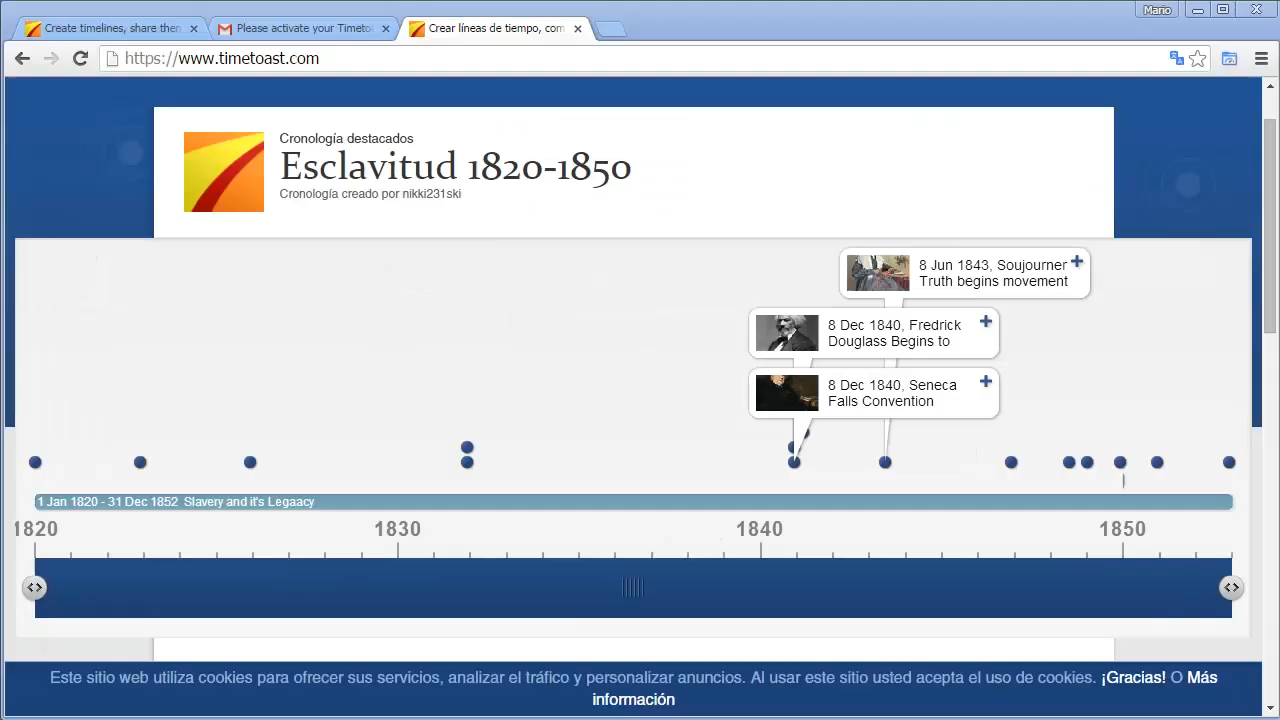 Mario
Create timelines, share then
Please activate your Timeto
Crear líneas de tiempo, com
https://www.timetoast.com
Cronología destacados
Esclavitud 1820-1850
Cronología creado por nikki231ski
8 Jun 1843, Soujourner
Truth begins movement
8 Dec 1840, Fredrick
Douglass Begins to
8 Dec 1840, Seneca
Falls Convention
1 Jan 1820 - 31 Dec 1852 Slavery and it's Legaacy
1820 1830 1840 1850
Este sitio web utiliza cookies para ofrecer sus servicios, analizar el tráfico y personalizar anuncios. Al usar este sitio usted acepta el uso de cookies. ¡Gracias! O Más
información